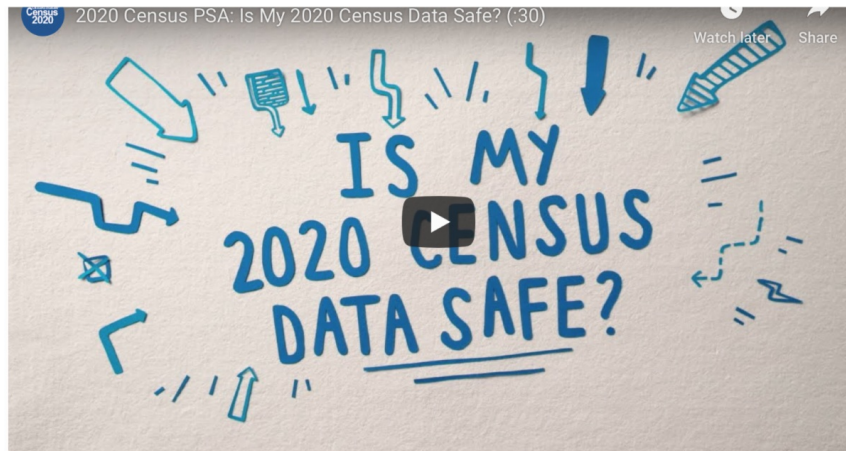 Census
2020
2020 Census PSA: Is My 2020 Census Data Safe? (:30)
Watch later
Share
IS MY
2020 CENSUS
DATA SAFE?